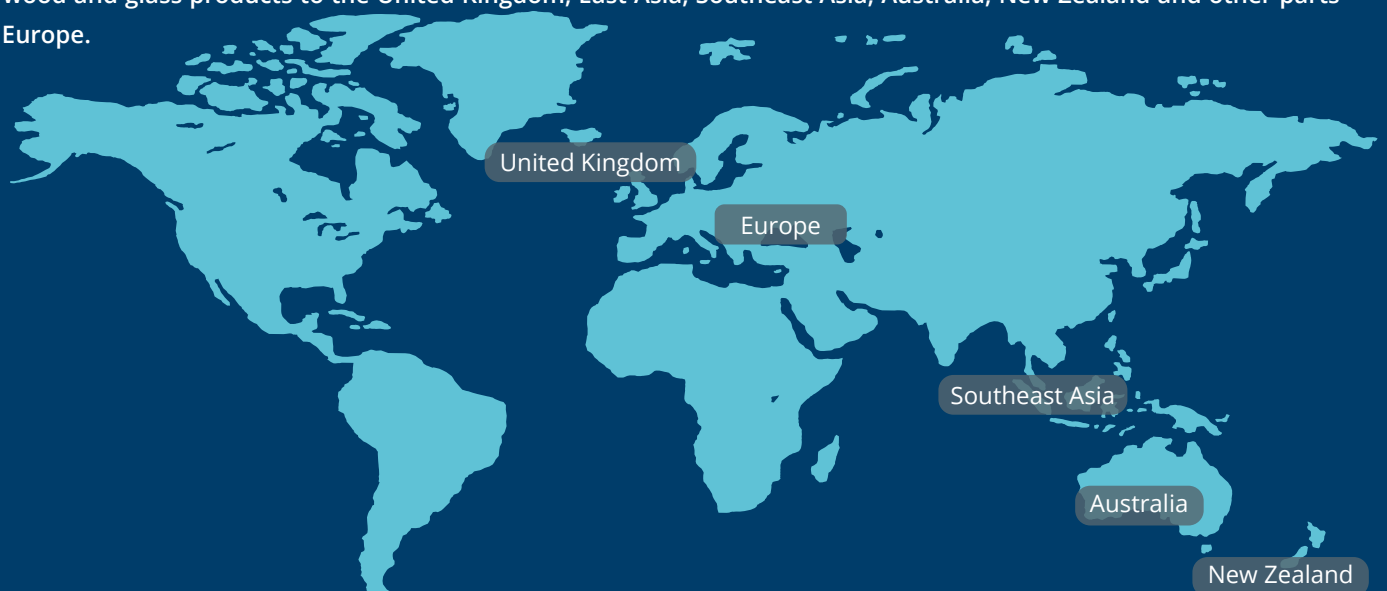 wood and glass products to the United Kingdom, East Asia, Southeast Asia, Australia, New Zealand and other parts
Europe.
United Kingdom
Europe
Southeast Asia
Australia
New Zealand